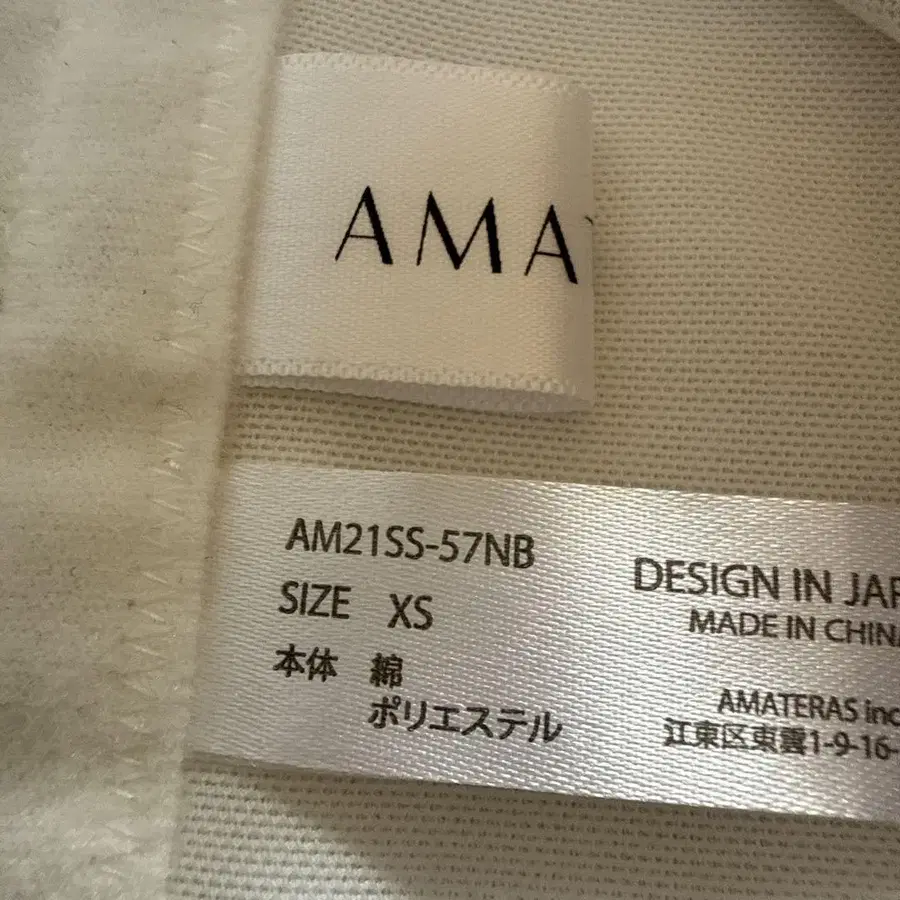 AMA
AM21SS-57NB
SIZE XS
本体 綿
ポリエステル
DESIGN IN JAP
MADE IN CHINA
AMATERAS inc
江東区東雲1-9-16-